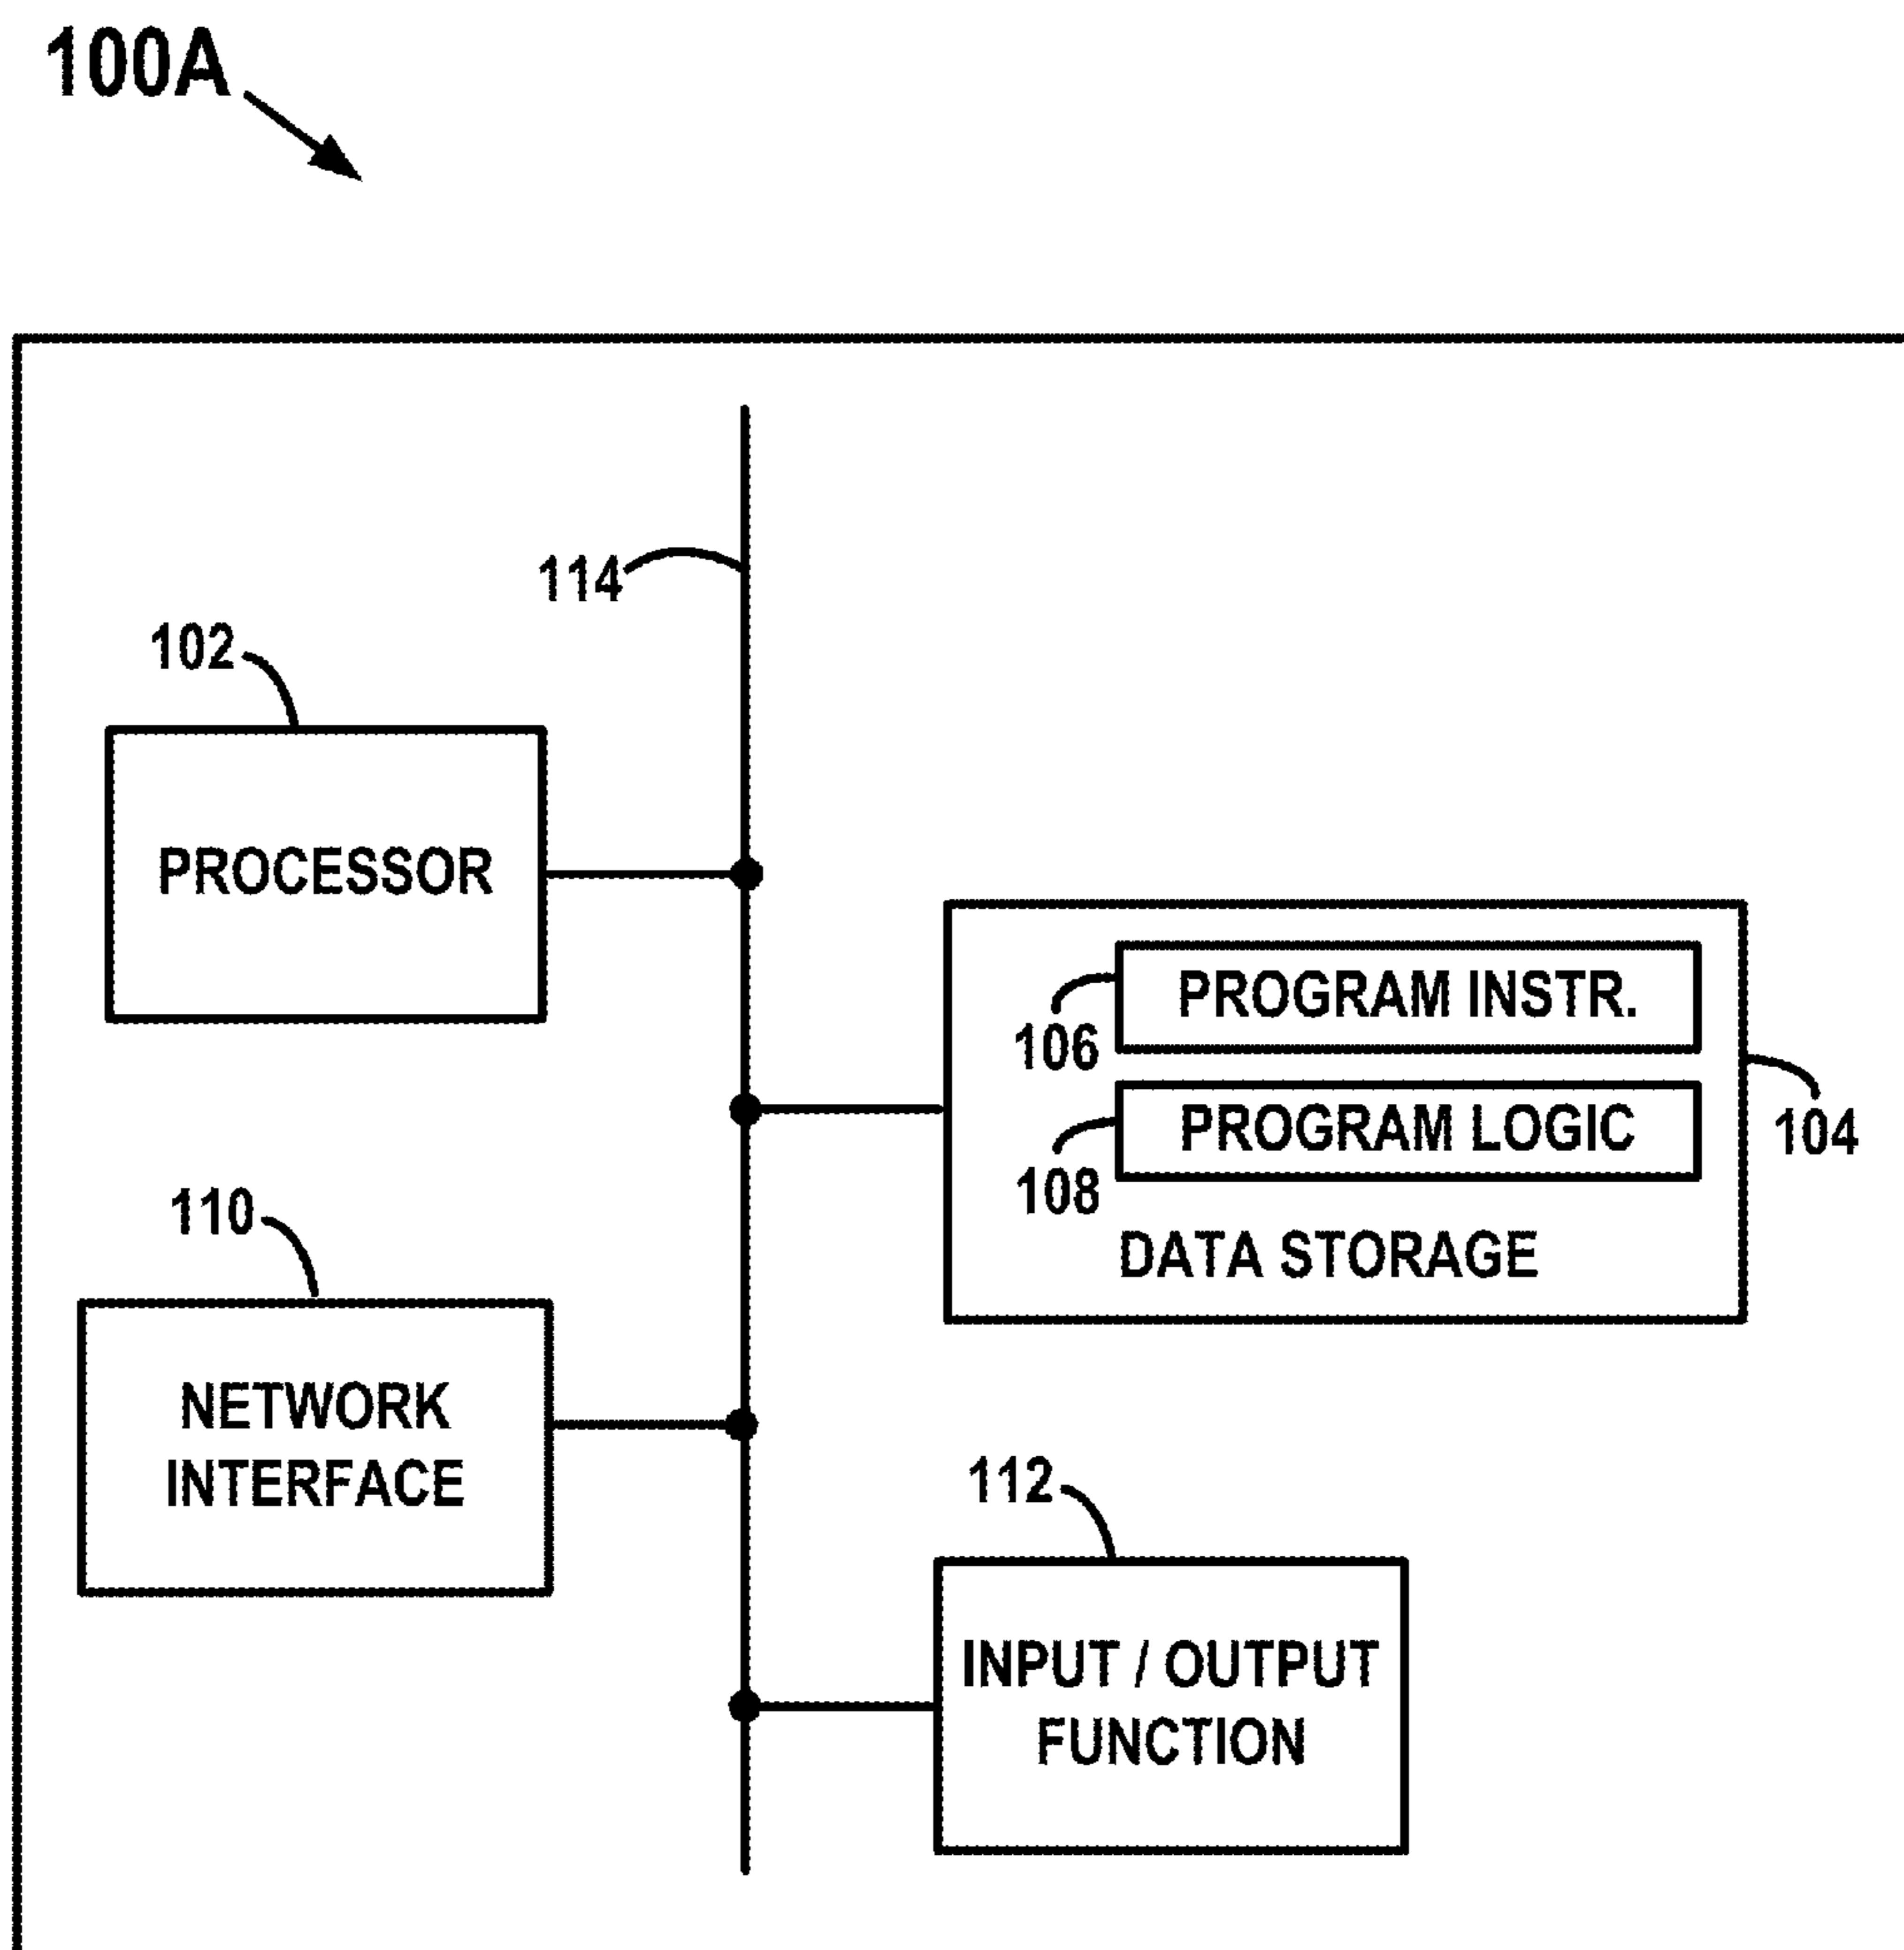 100A
114
102
PROCESSOR
PROGRAM INSTR.
106
PROGRAM LOGIC
104
108
DATA STORAGE
110
NETWORK
INTERFACE
112
INPUT / OUTPUT
FUNCTION